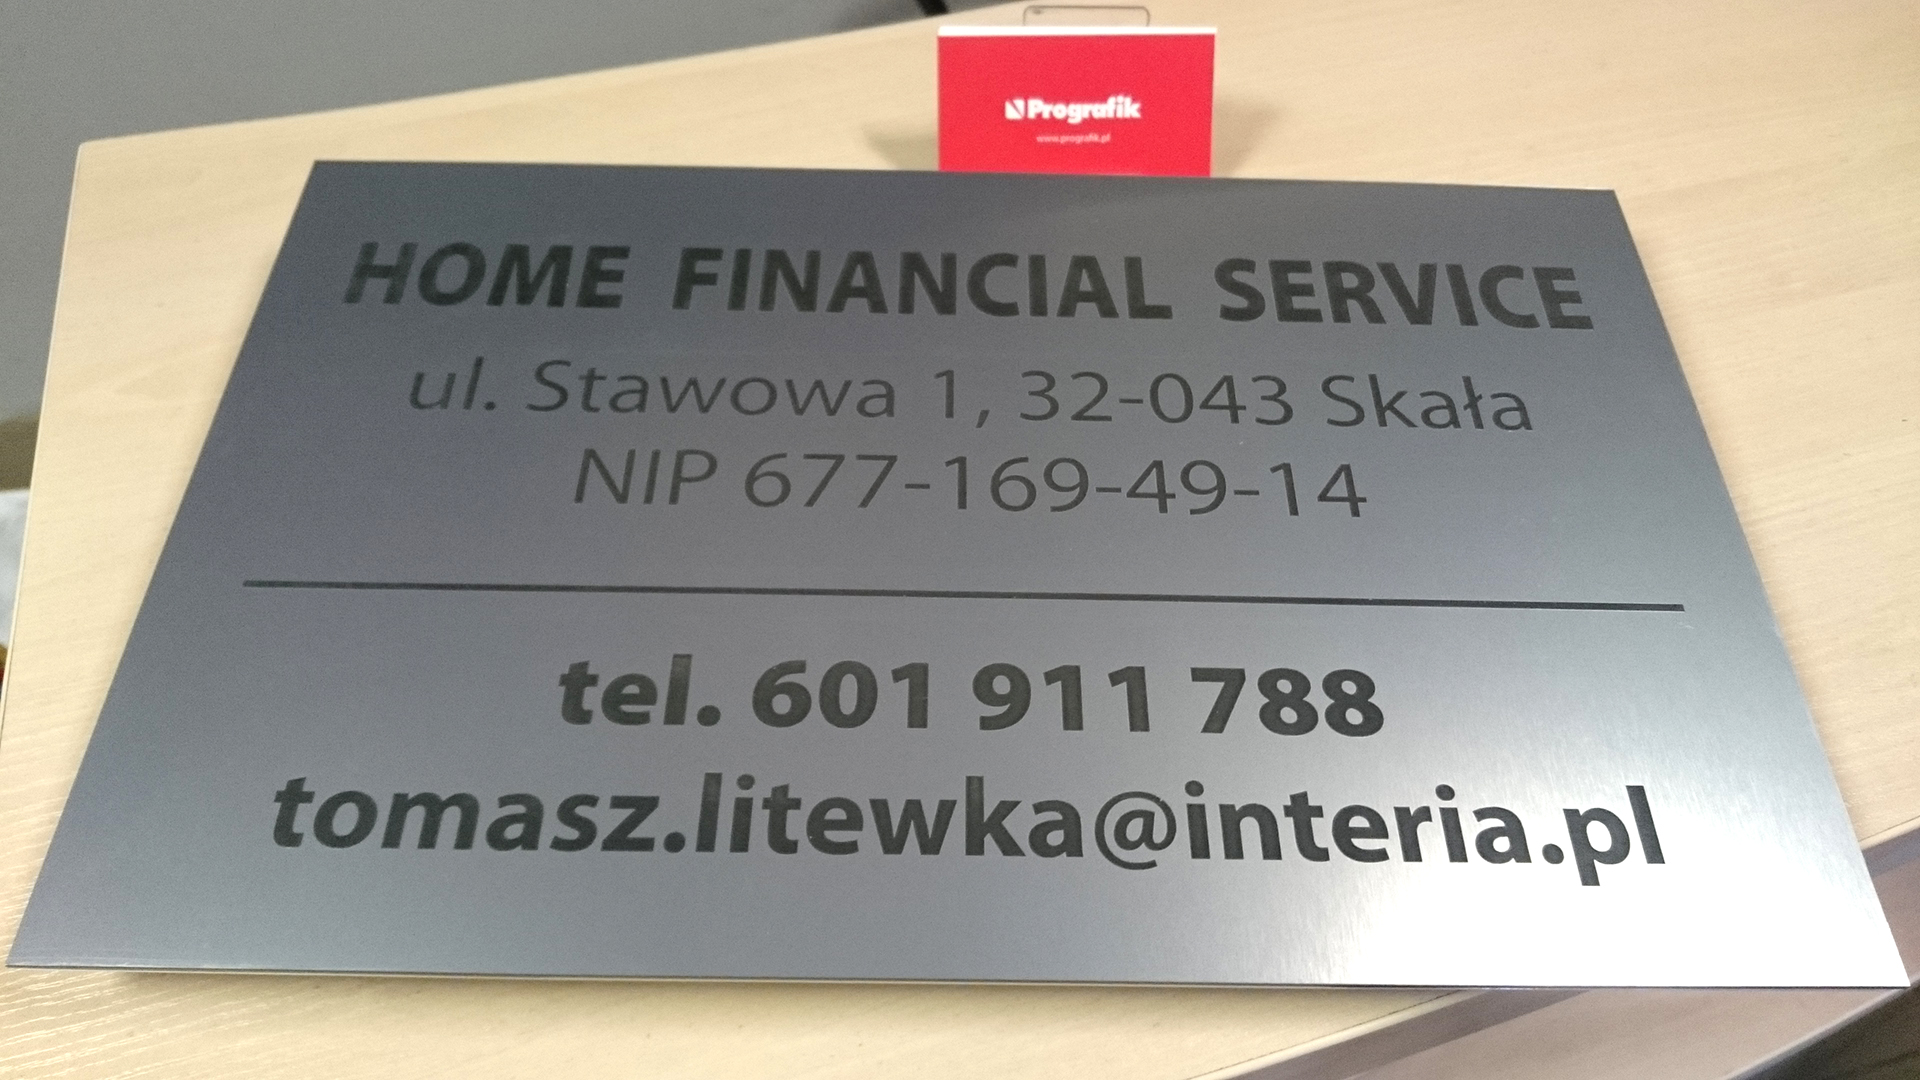 Prografik
www.prografik.pl
HOME FINANCIAL SERVICE
ul. Stawowa 1, 32-043 Skała
NIP 677-169-49-14
tel. 601 911 788
tomasz.litewka@interia.pl